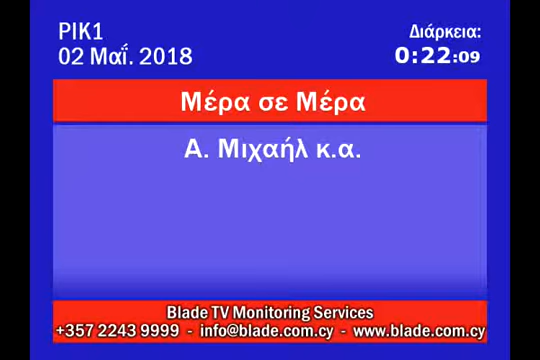 ΡΙΚ1
02 Μαΐ. 2018
Διάρκεια:
0:22:09
Μέρα σε Μέρα
Α. Μιχαήλ κ.α.
Blade TV Monitoring Services
+357 2243 9999 - info@blade.com.cy - www.blade.com.cy